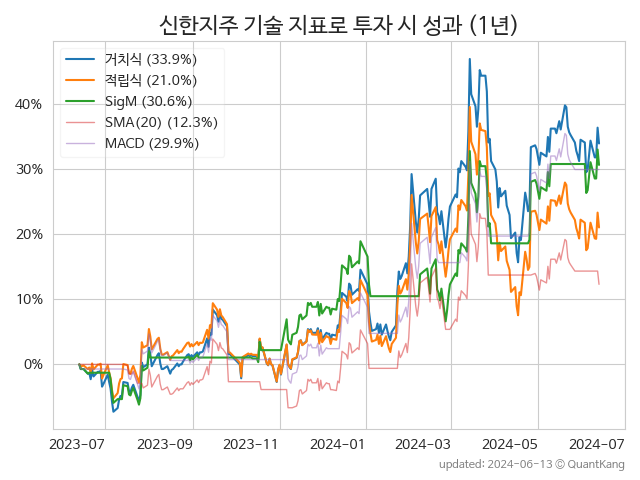 신한지주 기술 지표로 투자 시 성과 (1년)
거치식 (33.9%)
적립식 (21.0%)
SigM (30.6%)
SMA(20) (12.3%)
MACD (29.9%)
40%
30%
20%
10%
0%
2023-07 2023-09 2023-11 2024-01 2024-03 2024-05 2024-07
updated: 2024-06-13 © QuantKang